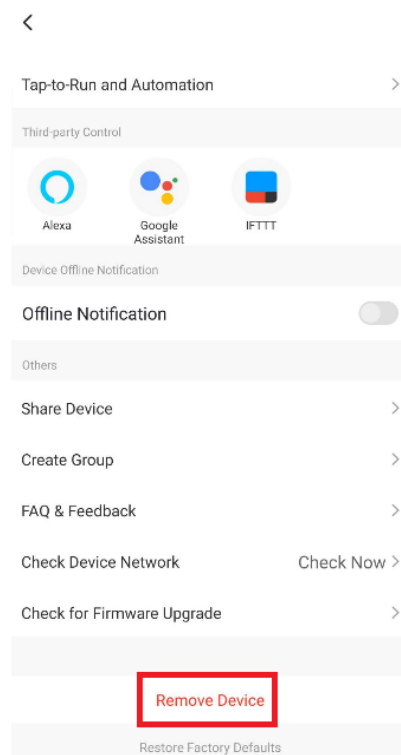 Tap-to-Run and Automation
Third-party Control
Alexa
Google
Assistant
IFTTT
Device Offline Notification
Offline Notification
Others
Share Device
Create Group
FAQ & Feedback
Check Device Network Check Now
Check for Firmware Upgrade
Remove Device
Restore Factory Defaults